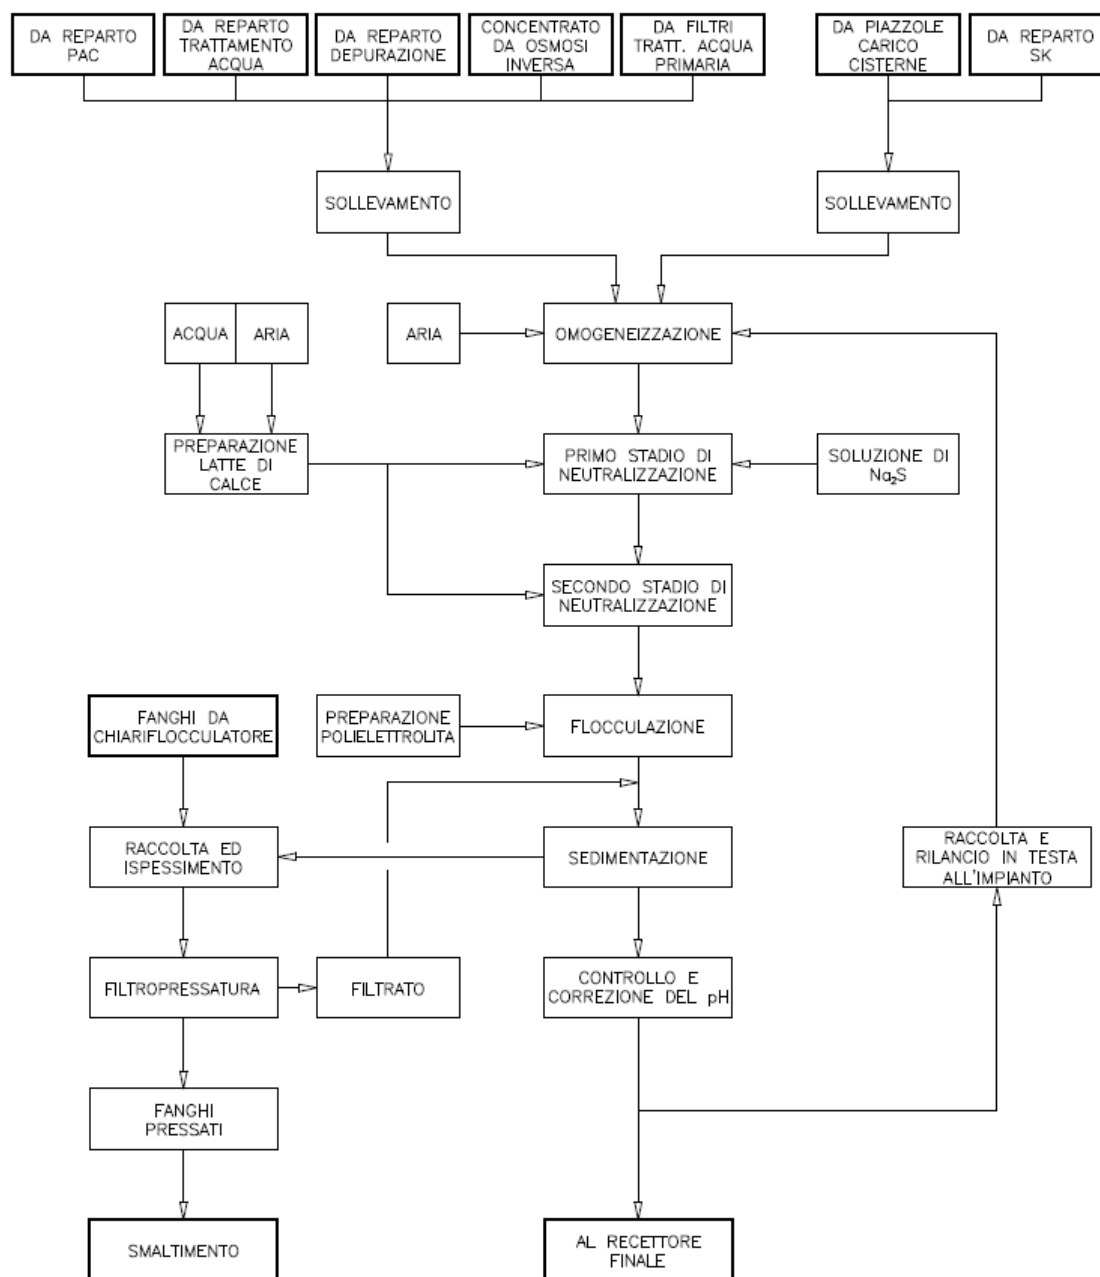 DA REPARTO
PAC
DA REPARTO
TRATTAMENTO
ACQUA
DA REPARTO
DEPURAZIONE
CONCENTRATO
DA OSMOSI
INVERSA
DA FILTRI
TRATT. ACQUA
PRIMARIA
DA PIAZZOLE
CARICO
CISTERNE
DA REPARTO
SK
SOLLEVAMENTO
SOLLEVAMENTO
ACQUA
ARIA
ARIA
OMOGENEIZZAZIONE
PREPARAZIONE
LATTE DI
CALCE
PRIMO STADIO DI
NEUTRALIZZAZIONE
SOLUZIONE DI
Na₂S
SECONDO STADIO DI
NEUTRALIZZAZIONE
FANGHI DA
CHIARIFLOCCULATORE
PREPARAZIONE
POLIELETTROLITA
FLOCCULAZIONE
RACCOLTA ED
ISPESSIMENTO
SEDIMENTAZIONE
RACCOLTA E
RILANCIO IN TESTA
ALL'IMPIANTO
FILTROPRESSATURA
FILTRATO
CONTROLLO E
CORREZIONE DEL pH
FANGHI
PRESSATI
SMALTIMENTO
AL RECETTORE
FINALE